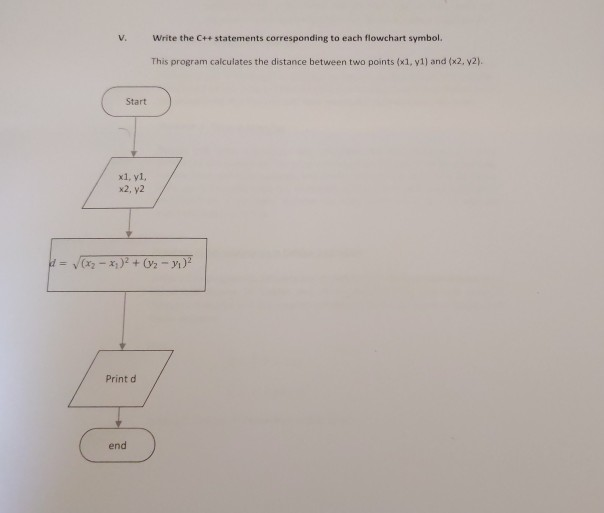 V. Write the C++ statements corresponding to each flowchart symbol.
This program calculates the distance between two points (x1, y1) and (x2, y2).
Start
x1, y1,
x2, y2
d = √(x₂ − x₁)² + (y₂ − y₁)²
Print d
end